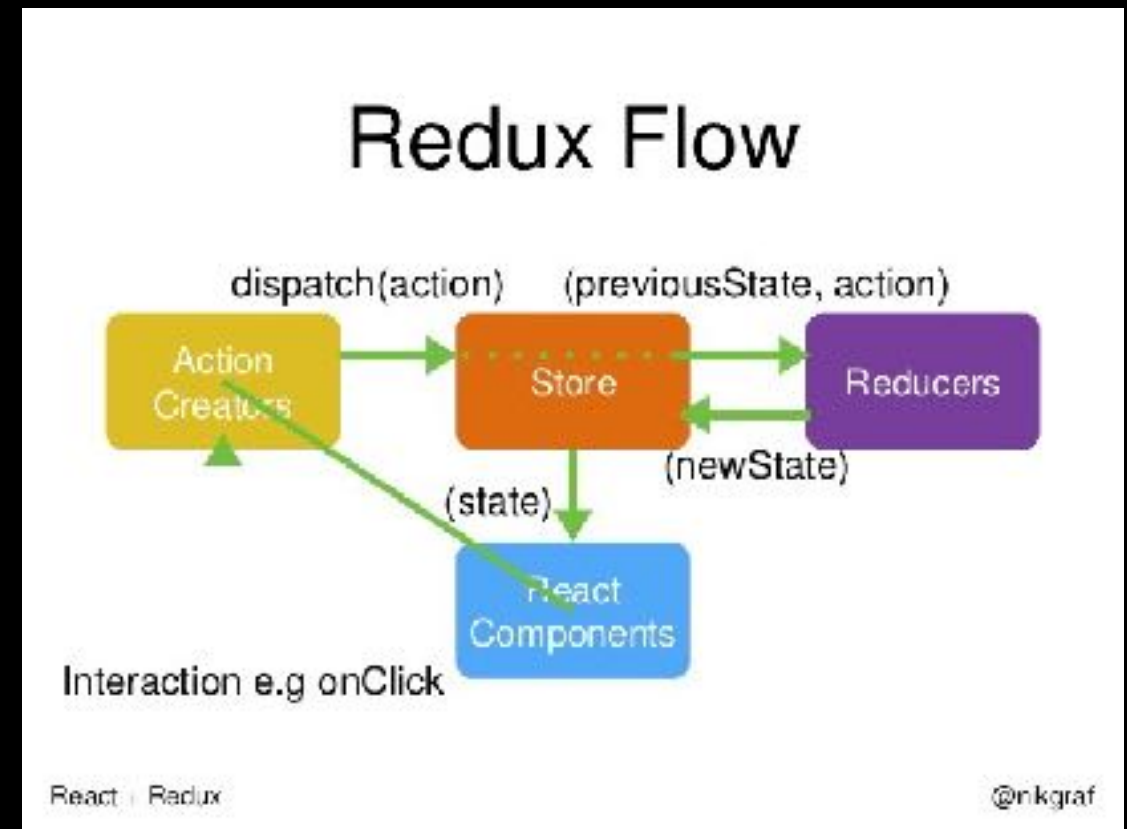 Redux Flow
dispatch(action) (previousState, action)
Action
Creators
Store
Reducers
(newState)
(state)
React
Components
Interaction e.g onClick
React Redux
@nikgraf